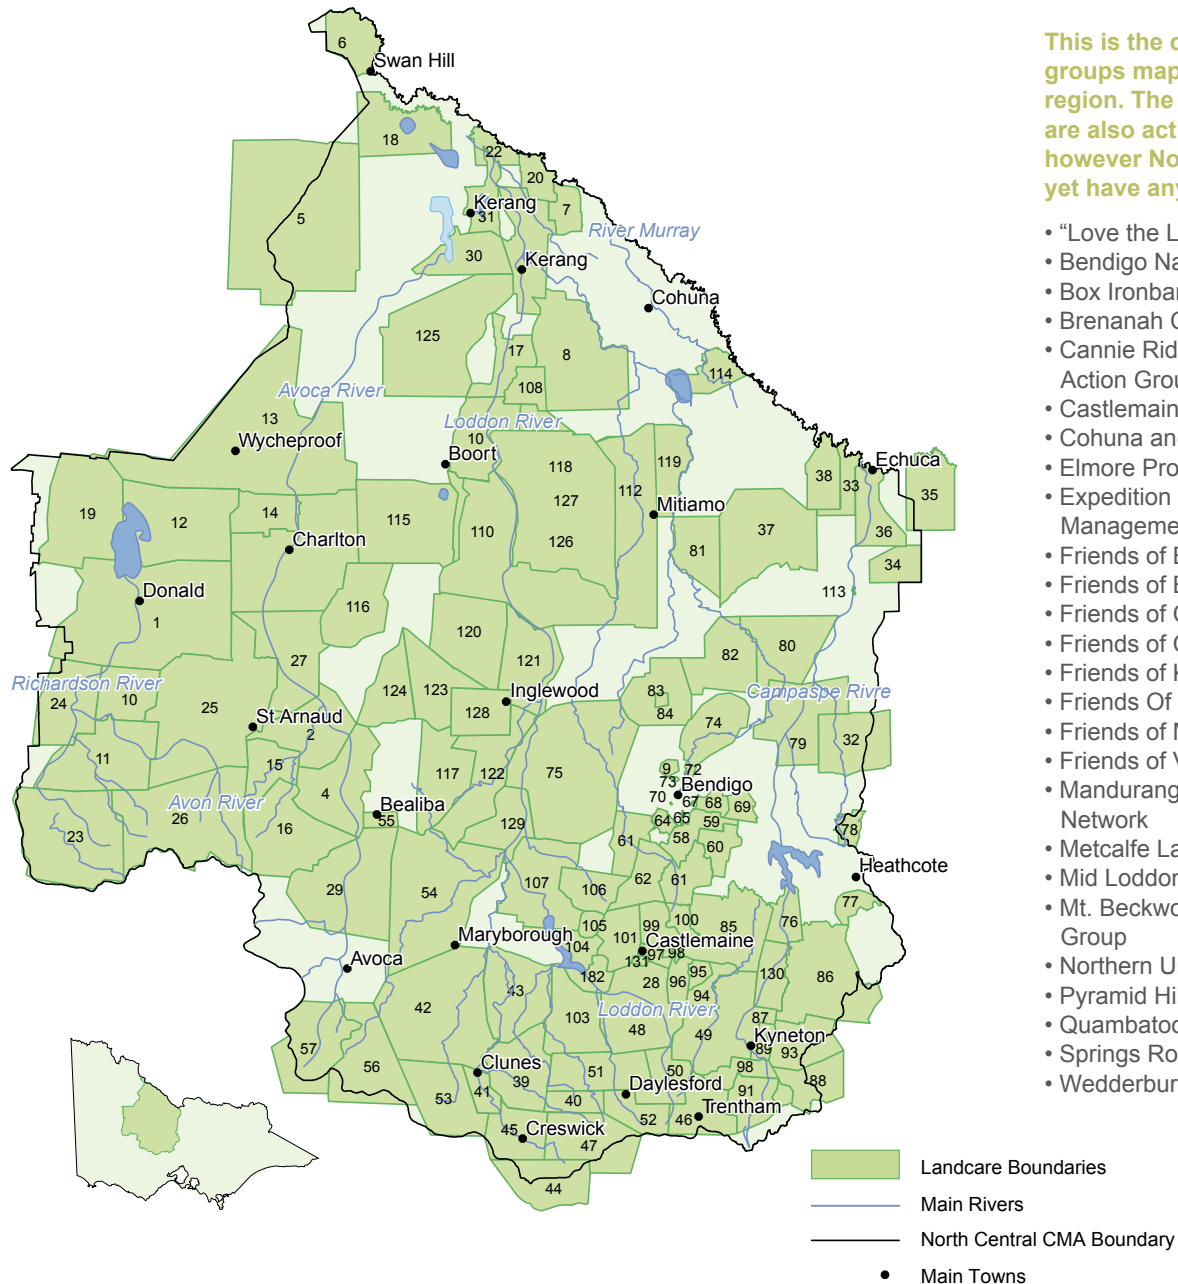 6
Swan Hill
18
22
20
5
7
Kerang
31
River Murray
30
Kerang
Cohuna
125
17
8
114
108
Avoca River
13
Loddon River
Wycheproof
10
Boort
118
119
38
33
Echuca
35
19
12
14
115
110
127
112
Mitiamo
37
36
Charlton
126
81
34
Donald
1
116
113
120
80
27
121
82
Richardson River
24
10
25
124
123
Inglewood
83
84
Campaspe Rivre
128
74
St Arnaud
2
79
32
11
15
117
122
75
9
72
73
Bendigo
4
70
67
68
69
Avon River
26
Bealiba
55
64
65
59
23
16
129
61
58
60
78
Heathcote
29
54
107
106
62
61
77
105
99
100
85
76
Maryborough
104
101
Castlemaine
131
97
98
Avoca
182
28
96
95
130
86
43
94
42
103
Loddon River
48
49
87
Kyneton
57
89
93
56
Clunes
39
51
50
98
88
53
41
40
Daylesford
91
Trentham
45
Creswick
47
52
46
44
Landcare Boundaries
Main Rivers
North Central CMA Boundary
Main Towns
This is the c
groups map
region. The
are also act
however No
yet have any
• “Love the L
• Bendigo Na
• Box Ironbar
• Brenanah C
• Cannie Rid
Action Grou
• Castlemain
• Cohuna and
• Elmore Pro
• Expedition
Manageme
• Friends of B
• Friends of B
• Friends of C
• Friends of C
• Friends of K
• Friends Of
• Friends of M
• Friends of V
• Mandurang
Network
• Metcalfe La
• Mid Loddon
• Mt. Beckwo
Group
• Northern U
• Pyramid Hil
• Quambatoo
• Springs Ro
• Wedderbur